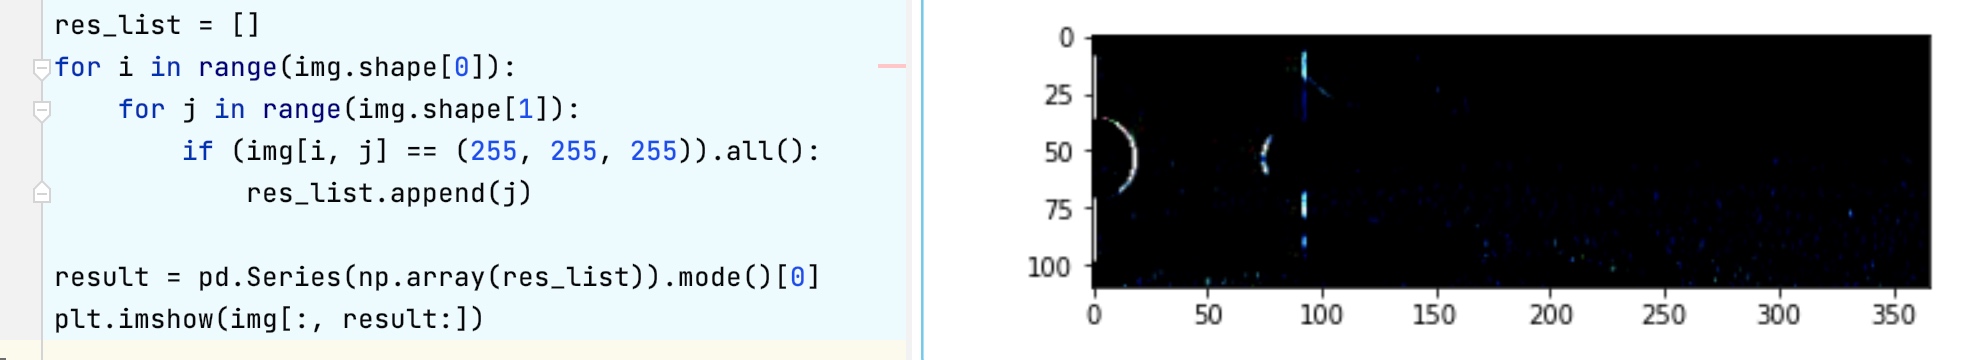 res_list = []
for i in range(img.shape[0]):
    for j in range(img.shape[1]):
        if (img[i, j] == (255, 255, 255)).all():
            res_list.append(j)
result = pd.Series(np.array(res_list)).mode()[0]
plt.imshow(img[:, result:])
0
25
50
75
100
0 50 100 150 200 250 300 350